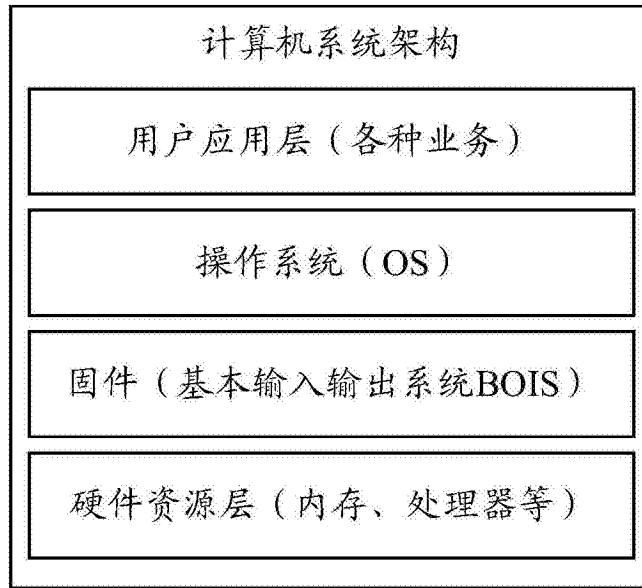 计算机系统架构
用户应用层（各种业务）
操作系统（OS）
固件（基本输入输出系统BOIS）
硬件资源层（内存、处理器等）